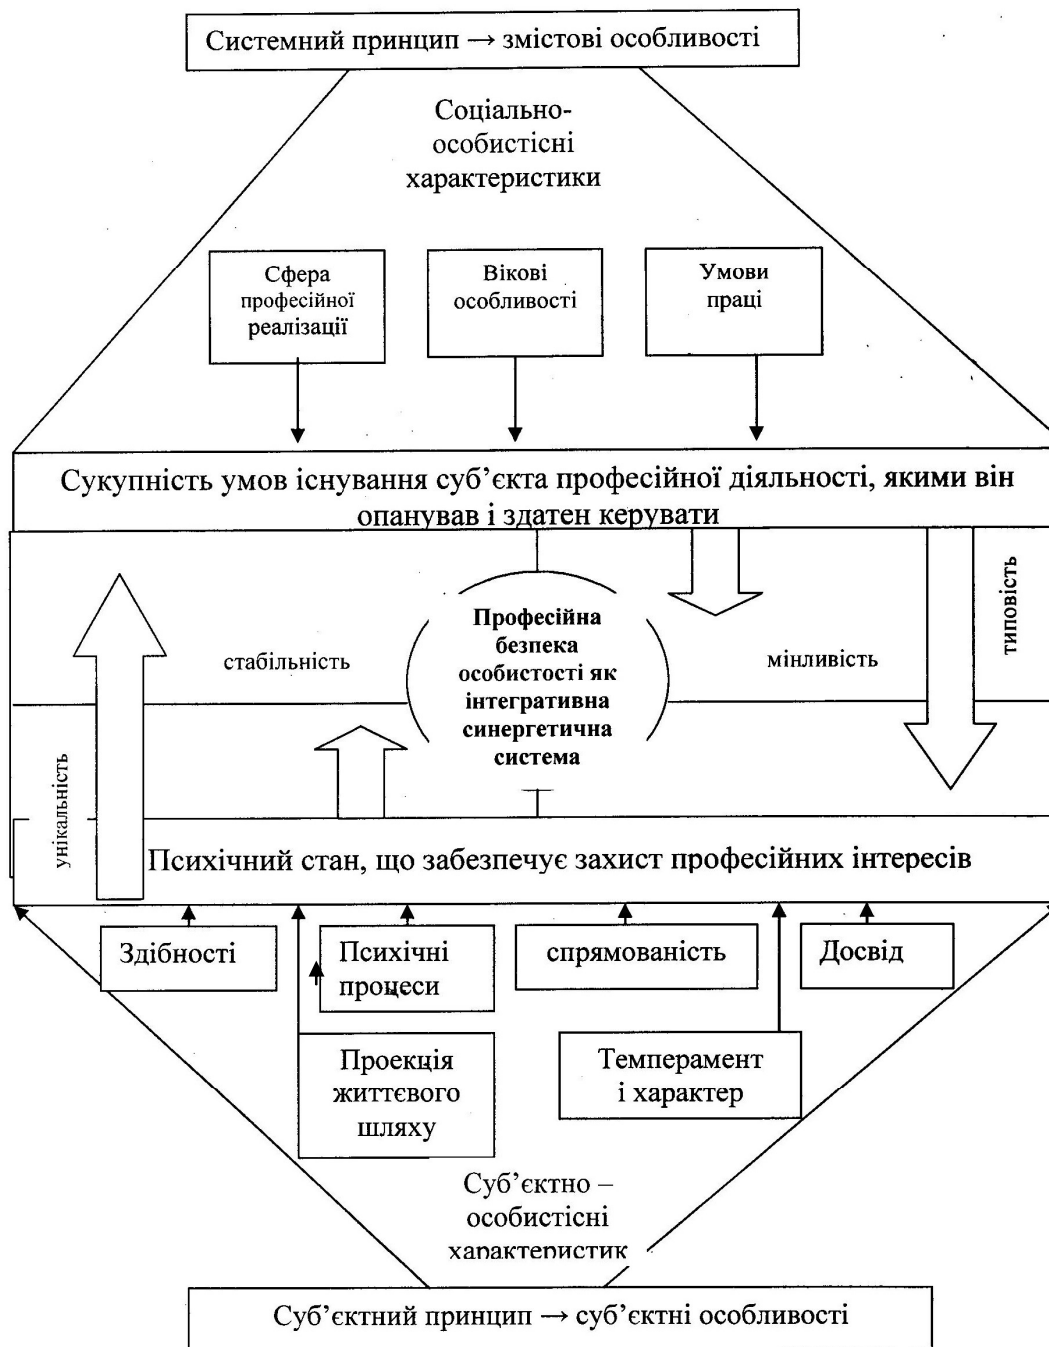 Системний принцип → змістові особливості
Соціально-
особистісні
характеристики
Сфера
професійної
реалізації
Вікові
особливості
Умови
праці
Сукупність умов існування суб’єкта професійної діяльності, якими він
опанував і здатен керувати
типовість
Професійна
безпека
особистості як
інтегративна
синергетична
система
стабільність
мінливість
унікальність
Психічний стан, що забезпечує захист професійних інтересів
Здібності
Психічні
процеси
спрямованість
Досвід
Проекція
життєвого
шляху
Темперамент
і характер
Суб’єктно –
особистісні
характеристик
Суб’єктний принцип → суб’єктні особливості